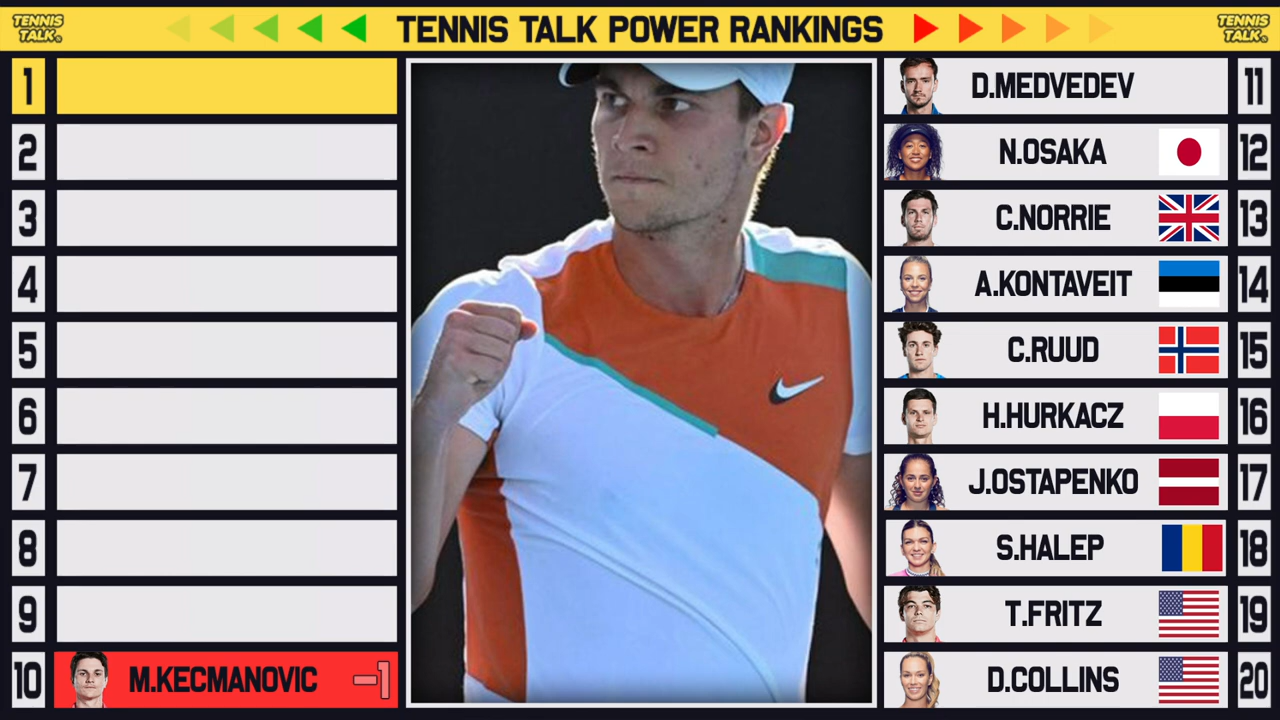 TENNIS TALK
TENNIS TALK POWER RANKINGS
TENNIS TALK
1
2
3
4
5
6
7
8
9
10 M.KECMANOVIC -1
D.MEDVEDEV 11
N.OSAKA 12
C.NORRIE 13
A.KONTAVEIT 14
C.RUUD 15
H.HURKACZ 16
J.OSTAPENKO 17
S.HALEP 18
T.FRITZ 19
D.COLLINS 20